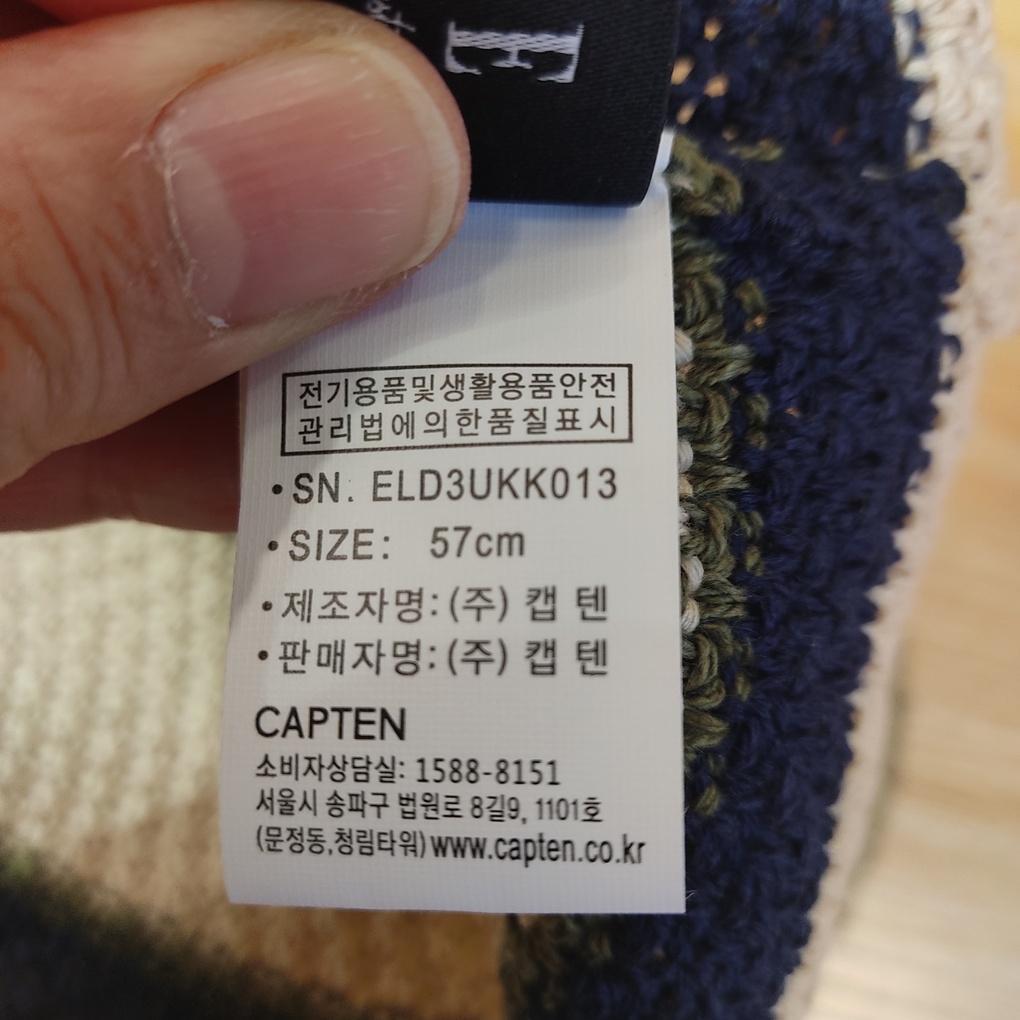 전기용품및생활용품안전
관리법에의한품질표시
• SN. ELD3UKK013
• SIZE: 57cm
• 제조자명: (주) 캡텐
• 판매자명: (주) 캡텐
CAPTEN
소비자상담실: 1588-8151
서울시 송파구 법원로 8길9, 1101호
(문정동,청림타워) www.capten.co.kr